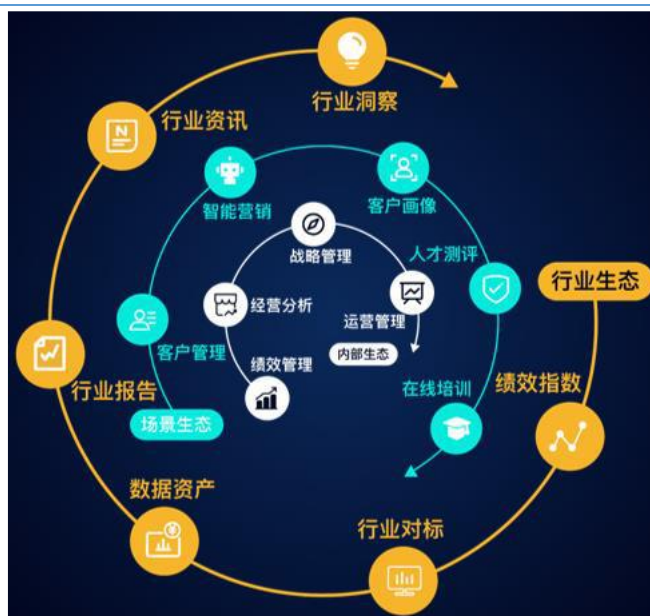 行业洞察
行业资讯
智能营销
客户画像
战略管理
人才测评
行业生态
经营分析
运营管理
客户管理
内部生态
绩效管理
行业报告
在线培训
绩效指数
场景生态
数据资产
行业对标
N
¥